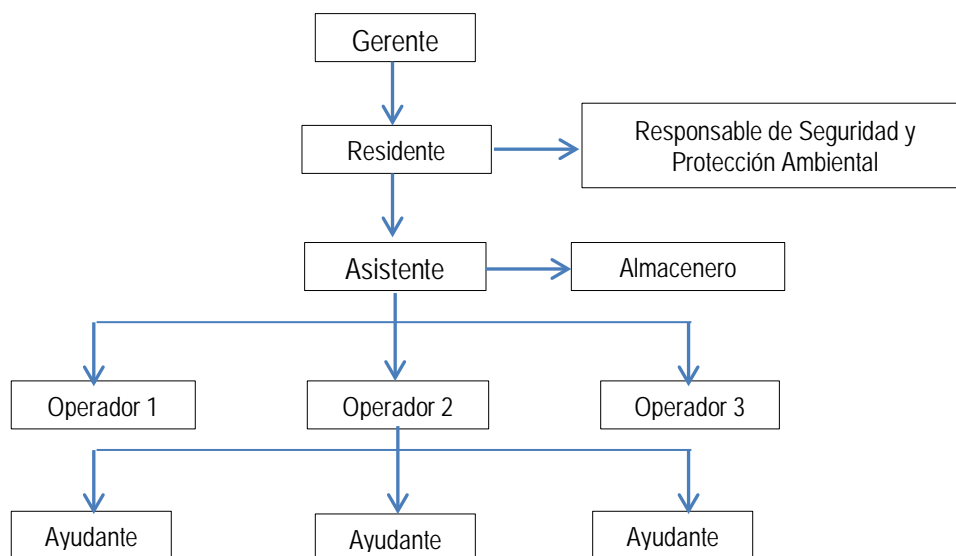 Gerente
Residente
Responsable de Seguridad y
Protección Ambiental
Asistente
Almacenero
Operador 1
Operador 2
Operador 3
Ayudante
Ayudante
Ayudante